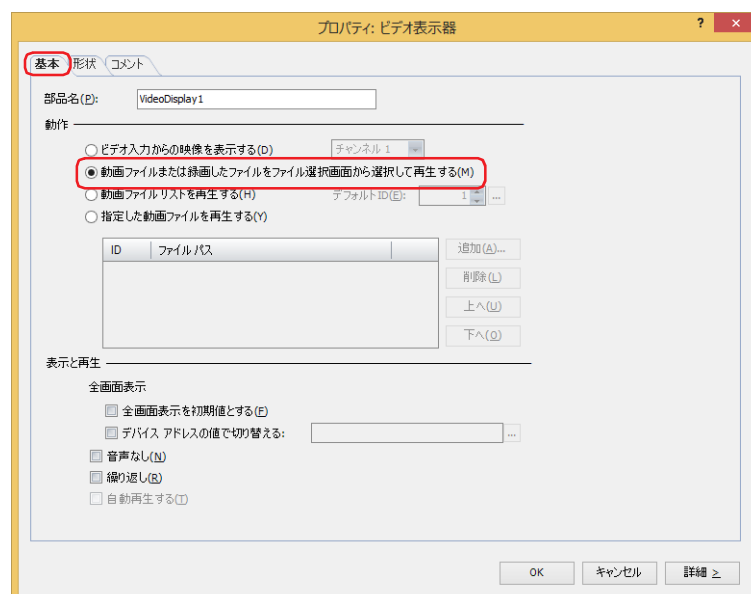 プロパティ: ビデオ表示器
?
×
基本 形状 コメント
部品名(P): VideoDisplay1
動作
ビデオ入力からの映像を表示する(D) チャンネル 1
動画ファイルまたは録画したファイルをファイル選択画面から選択して再生する(M)
動画ファイル リストを再生する(H) デフォルトID(E): 1 ...
指定した動画ファイルを再生する(Y)
ID ファイル パス 追加(A)...
削除(L)
上へ(U)
下へ(O)
表示と再生
全画面表示
全画面表示を初期値とする(F)
デバイス アドレスの値で切り替える: ...
音声なし(N)
繰り返し(R)
自動再生する(T)
OK キャンセル 詳細 >